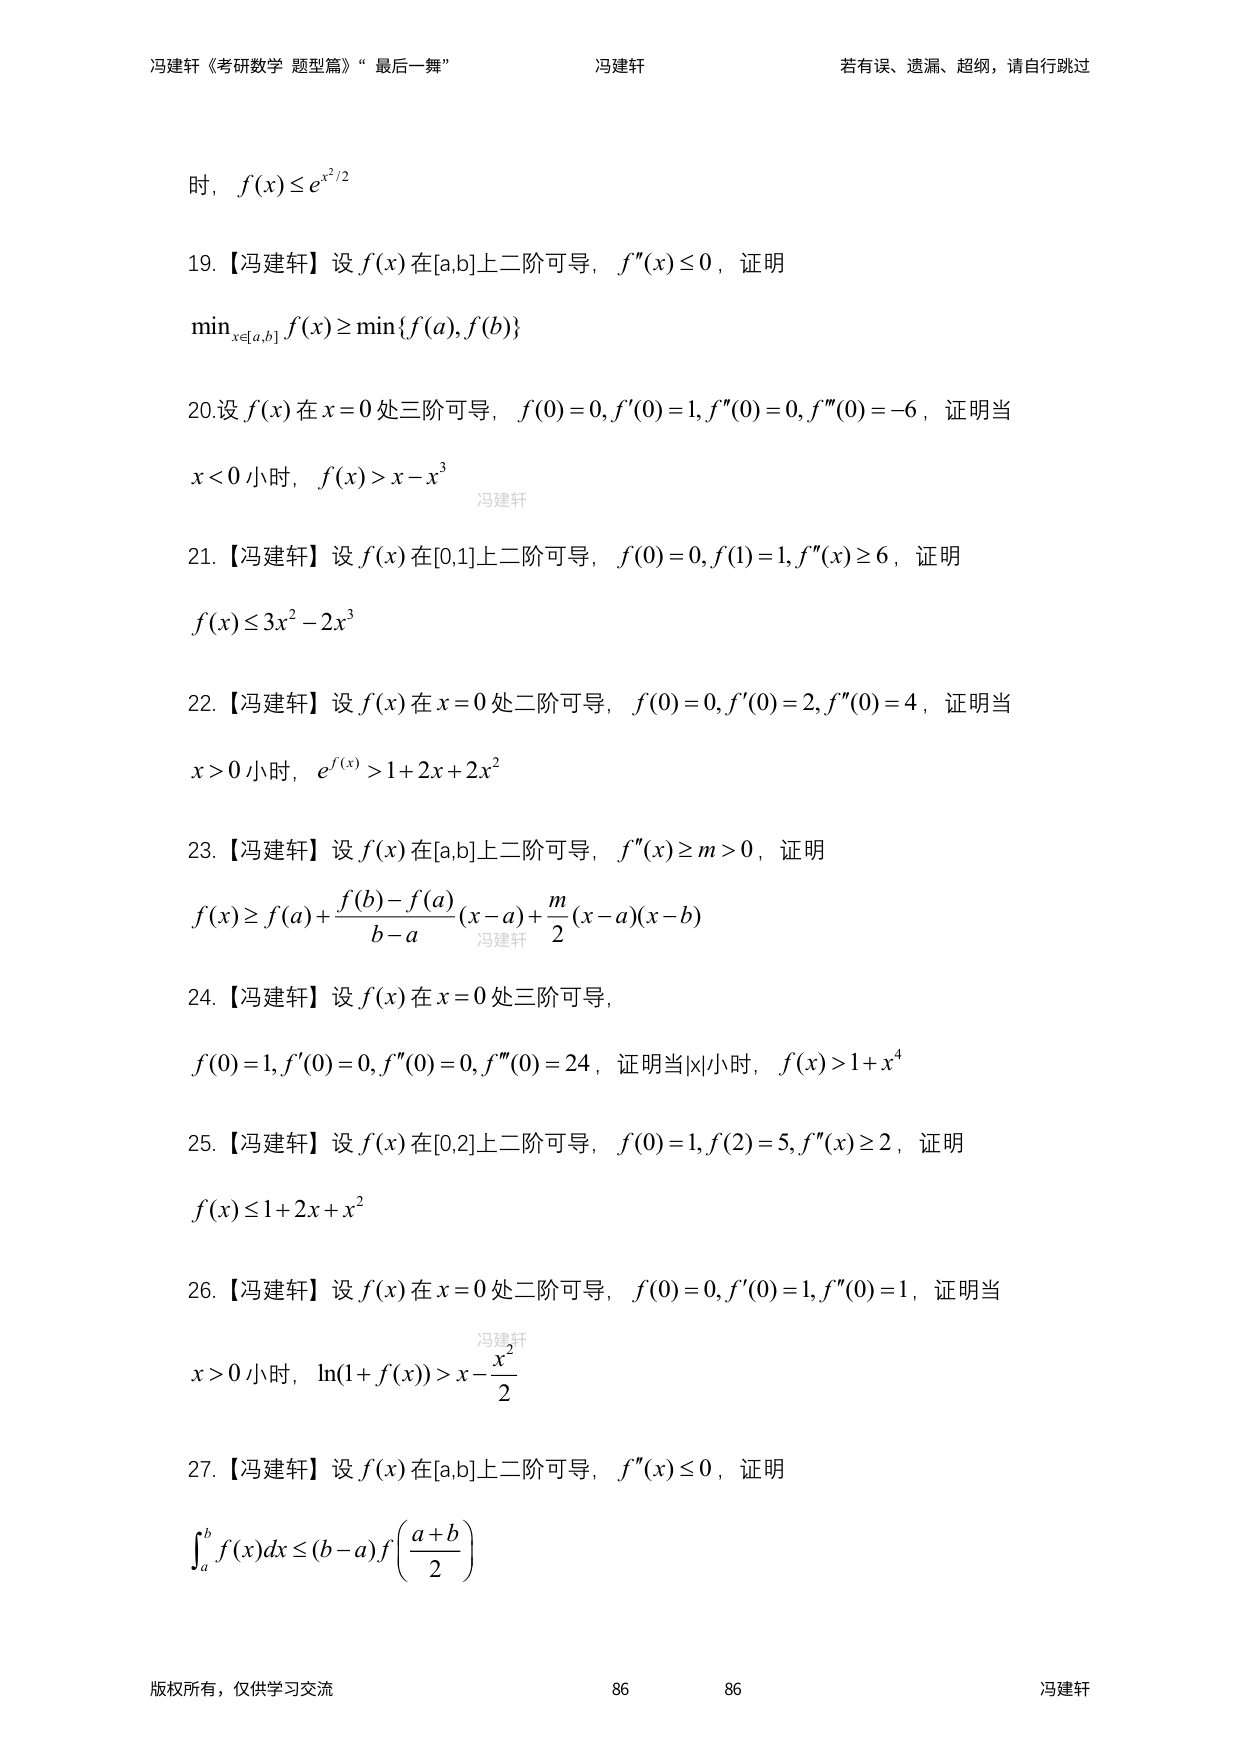 冯建轩《考研数学 题型篇》“ 最后一舞” 冯建轩 若有误、遗漏、超纲，请自行跳过
时， f(x) ≤ e^{x²/2}
19.【冯建轩】设 f(x) 在[a,b]上二阶可导， f″(x) ≤ 0 ，证明
min_{x∈[a,b]} f(x) ≥ min{f(a), f(b)}
20.设 f(x) 在 x = 0 处三阶可导， f(0) = 0, f′(0) = 1, f″(0) = 0, f‴(0) = −6 ，证明当
x < 0 小时， f(x) > x − x³
冯建轩
21.【冯建轩】设 f(x) 在[0,1]上二阶可导， f(0) = 0, f(1) = 1, f″(x) ≥ 6 ，证明
f(x) ≤ 3x² − 2x³
22.【冯建轩】设 f(x) 在 x = 0 处二阶可导， f(0) = 0, f′(0) = 2, f″(0) = 4 ，证明当
x > 0 小时， e^{f(x)} > 1 + 2x + 2x²
23.【冯建轩】设 f(x) 在[a,b]上二阶可导， f″(x) ≥ m > 0 ，证明
f(x) ≥ f(a) + \frac{f(b) − f(a)}{b − a}(x − a) + \frac{m}{2}(x − a)(x − b)
冯建轩
24.【冯建轩】设 f(x) 在 x = 0 处三阶可导，
f(0) = 1, f′(0) = 0, f″(0) = 0, f‴(0) = 24 ，证明当|x|小时， f(x) > 1 + x⁴
25.【冯建轩】设 f(x) 在[0,2]上二阶可导， f(0) = 1, f(2) = 5, f″(x) ≥ 2 ，证明
f(x) ≤ 1 + 2x + x²
26.【冯建轩】设 f(x) 在 x = 0 处二阶可导， f(0) = 0, f′(0) = 1, f″(0) = 1 ，证明当
冯建轩
x > 0 小时， ln(1 + f(x)) > x − \frac{x²}{2}
27.【冯建轩】设 f(x) 在[a,b]上二阶可导， f″(x) ≤ 0 ，证明
∫_a^b f(x)dx ≤ (b − a) f(\frac{a + b}{2})
版权所有，仅供学习交流 86 86 冯建轩